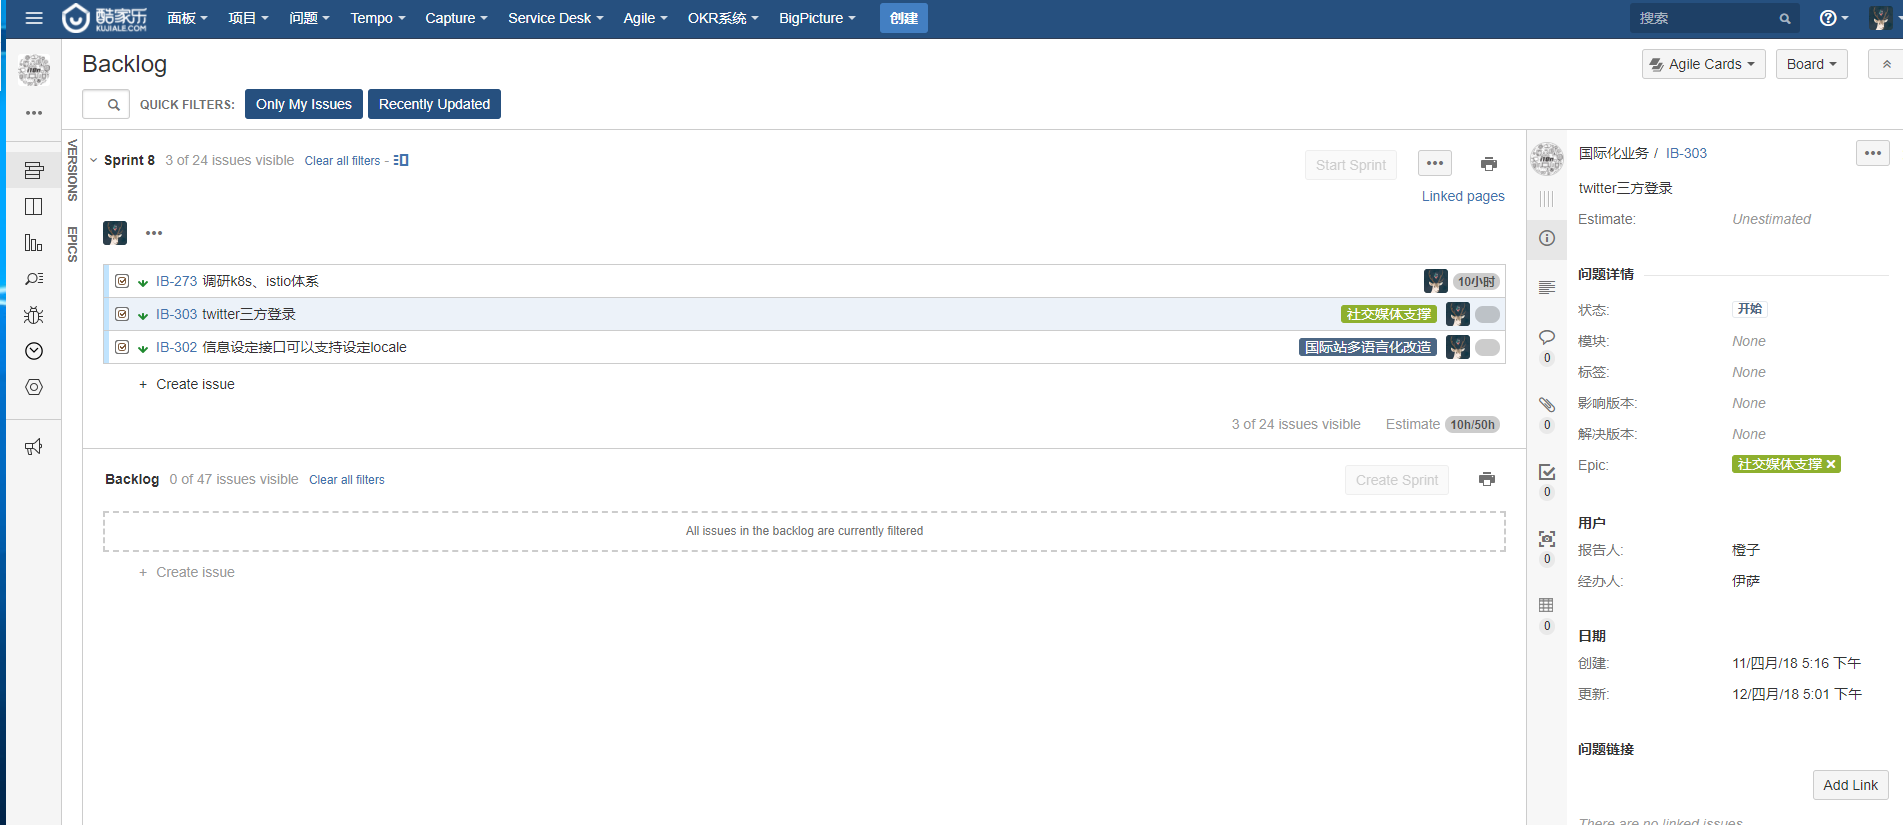 酷家乐 KUJIALE.COM 面板 项目 问题 Tempo Capture Service Desk Agile OKR系统 BigPicture 创建 搜索
Backlog Agile Cards Board
QUICK FILTERS: Only My Issues Recently Updated
VERSIONS
EPICS
Sprint 8 3 of 24 issues visible Clear all filters - Start Sprint
Linked pages
IB-273 调研k8s、istio体系 10小时
IB-303 twitter三方登录 社交媒体支撑
IB-302 信息设定接口可以支持设定locale 国际站多语言化改造
+ Create issue
3 of 24 issues visible Estimate 10h/50h
Backlog 0 of 47 issues visible Clear all filters Create Sprint
All issues in the backlog are currently filtered
+ Create issue
0
0
0
0
0
国际化业务 / IB-303
twitter三方登录
Estimate: Unestimated
问题详情
状态: 开始
模块: None
标签: None
影响版本: None
解决版本: None
Epic: 社交媒体支撑
用户
报告人: 橙子
经办人: 伊萨
日期
创建: 11/四月/18 5:16 下午
更新: 12/四月/18 5:01 下午
问题链接
Add Link
There are no linked issues